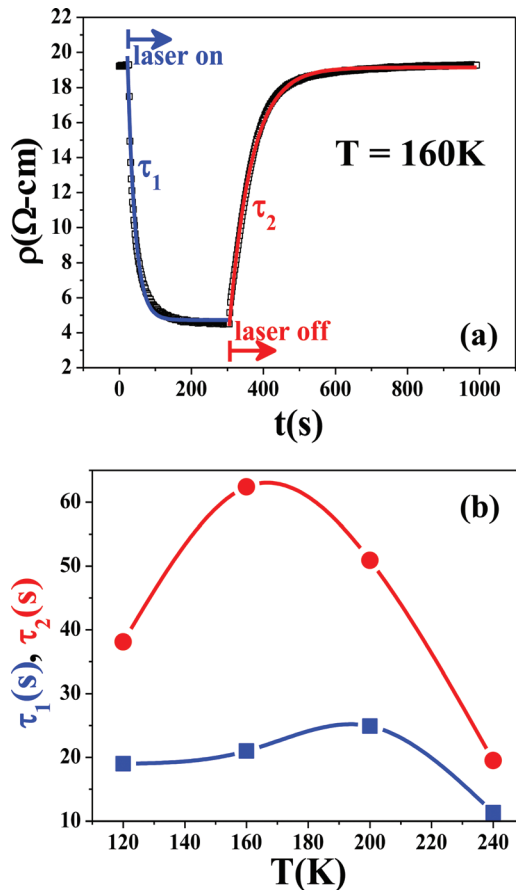 22
20
18
16
14
12
10
8
6
4
2
ρ(Ω-cm)
laser on
τ1
τ2
T = 160K
laser off
(a)
0 200 400 600 800 1000
t(s)
(b)
60
50
40
30
20
10
τ1(s), τ2(s)
120 140 160 180 200 220 240
T(K)